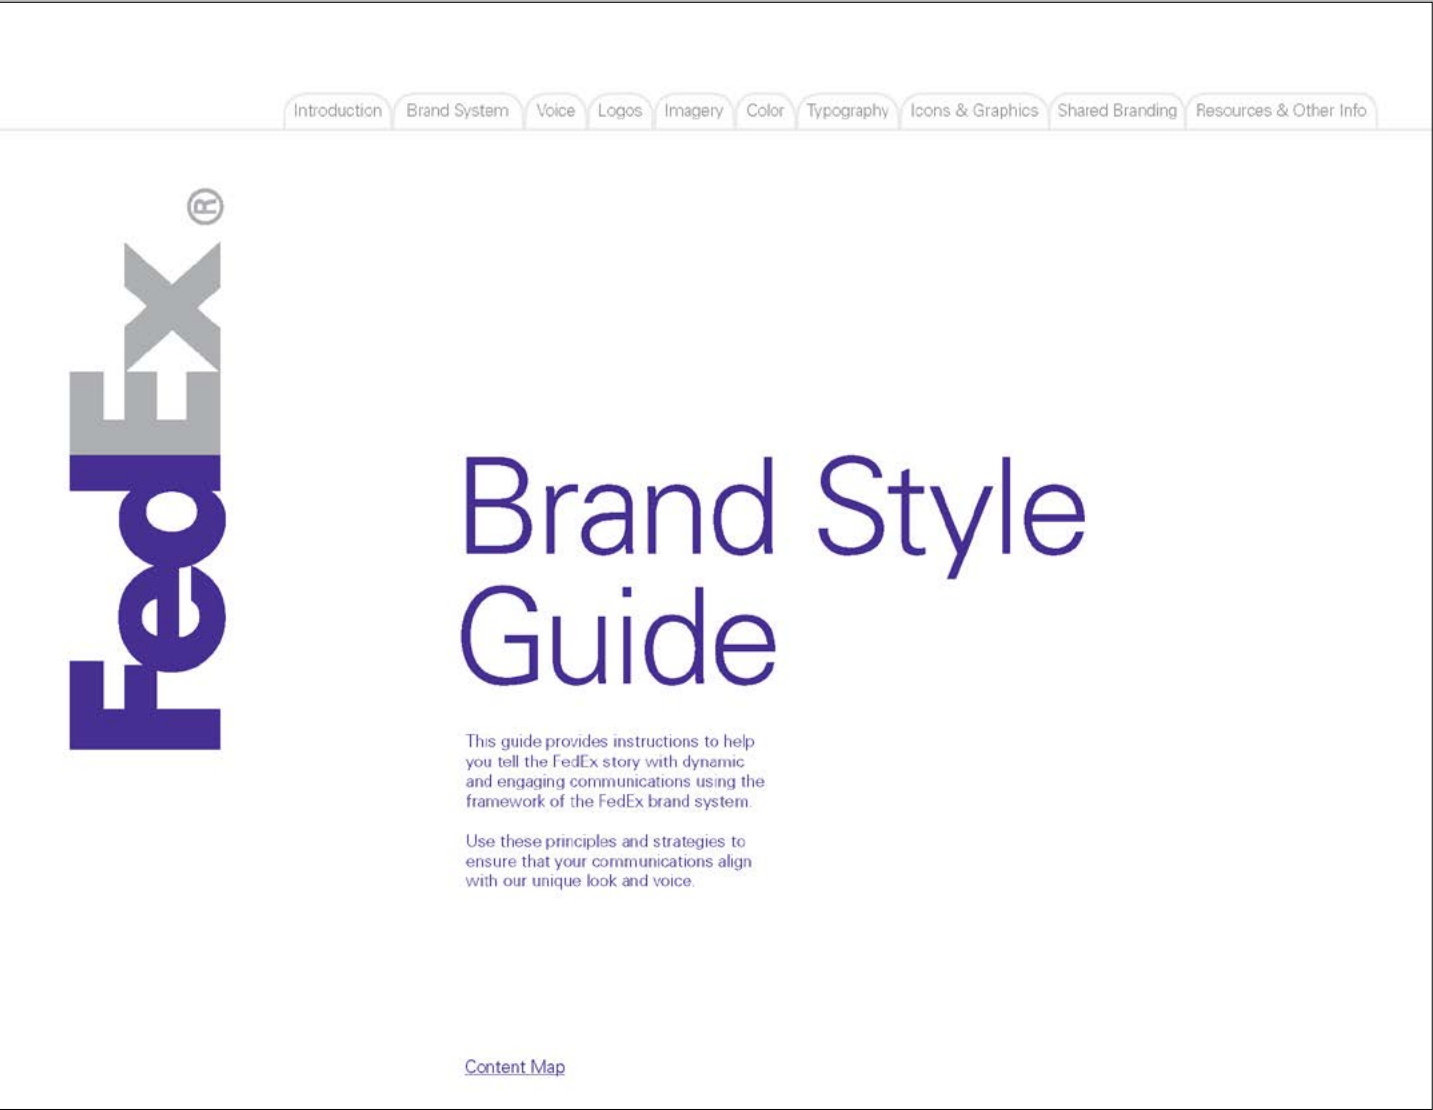 Introduction
Brand System
Voice
Logos
Imagery
Color
Typography
Icons & Graphics
Shared Branding
Resources & Other Info
FedEx®
Brand Style
Guide
This guide provides instructions to help
you tell the FedEx story with dynamic
and engaging communications using the
framework of the FedEx brand system.
Use these principles and strategies to
ensure that your communications align
with our unique look and voice.
Content Map